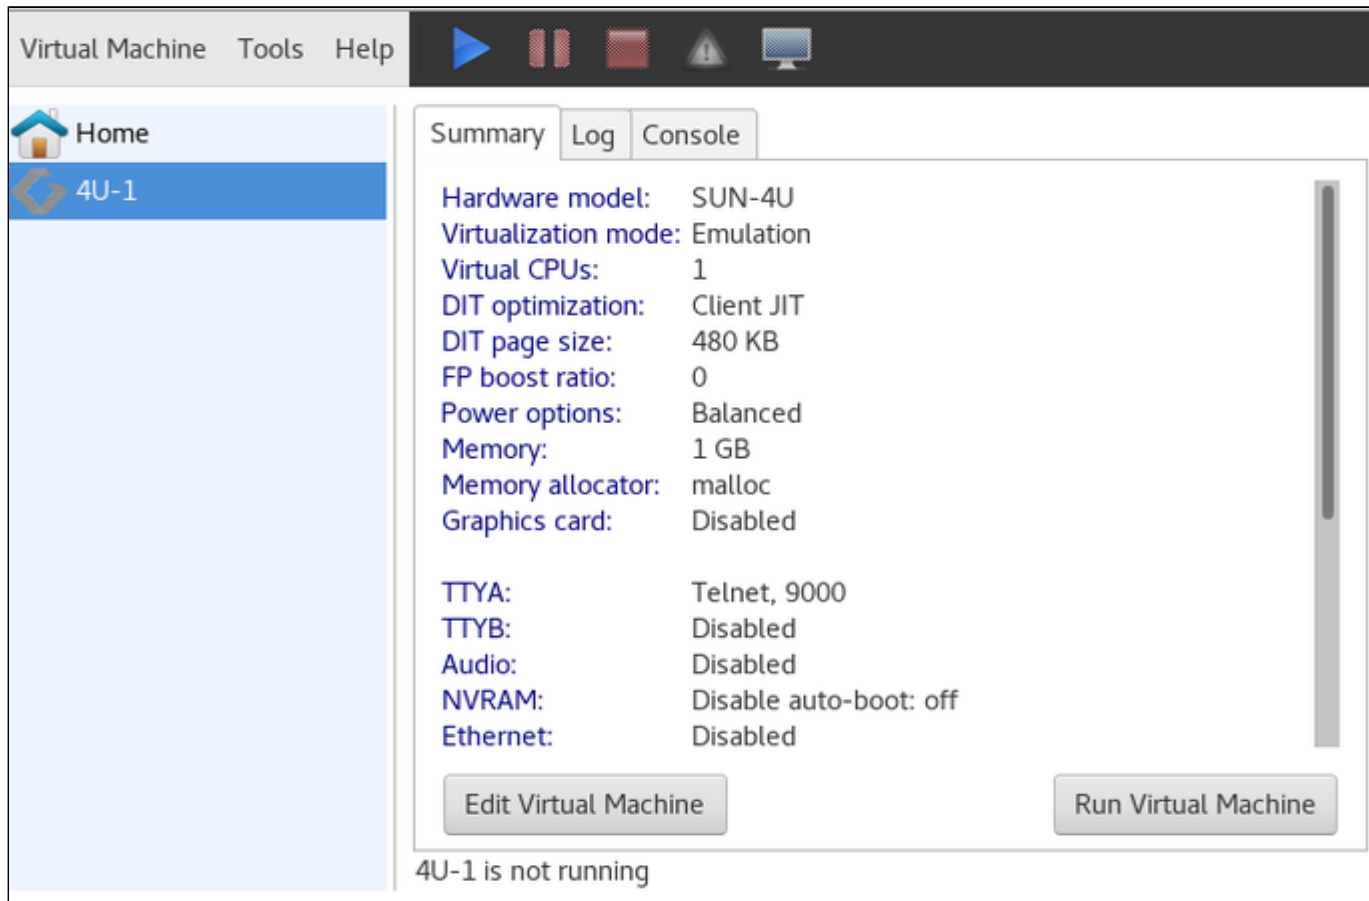 Virtual Machine Tools Help
Home
4U-1
Summary Log Console
Hardware model: SUN-4U
Virtualization mode: Emulation
Virtual CPUs: 1
DIT optimization: Client JIT
DIT page size: 480 KB
FP boost ratio: 0
Power options: Balanced
Memory: 1 GB
Memory allocator: malloc
Graphics card: Disabled
TTYA: Telnet, 9000
TTYB: Disabled
Audio: Disabled
NVRAM: Disable auto-boot: off
Ethernet: Disabled
Edit Virtual Machine Run Virtual Machine
4U-1 is not running